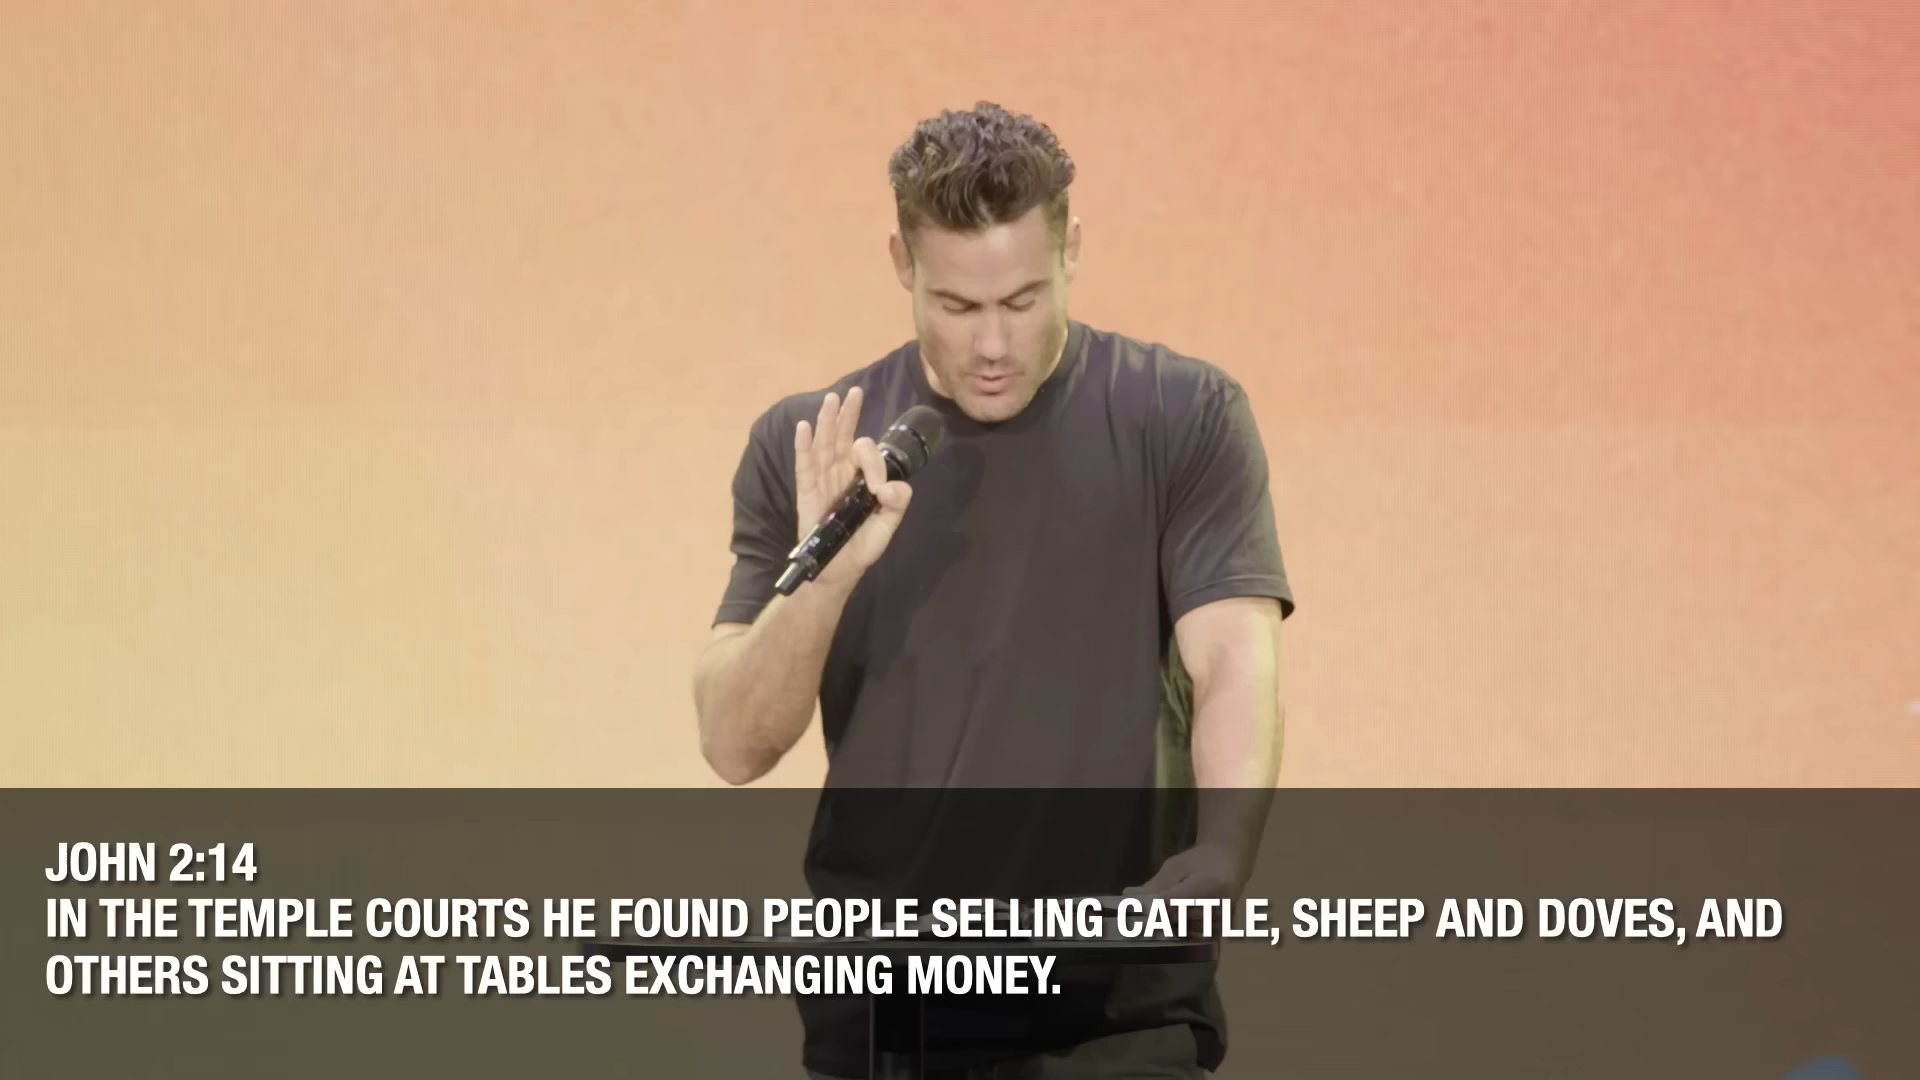 JOHN 2:14
IN THE TEMPLE COURTS HE FOUND PEOPLE SELLING CATTLE, SHEEP AND DOVES, AND
OTHERS SITTING AT TABLES EXCHANGING MONEY.